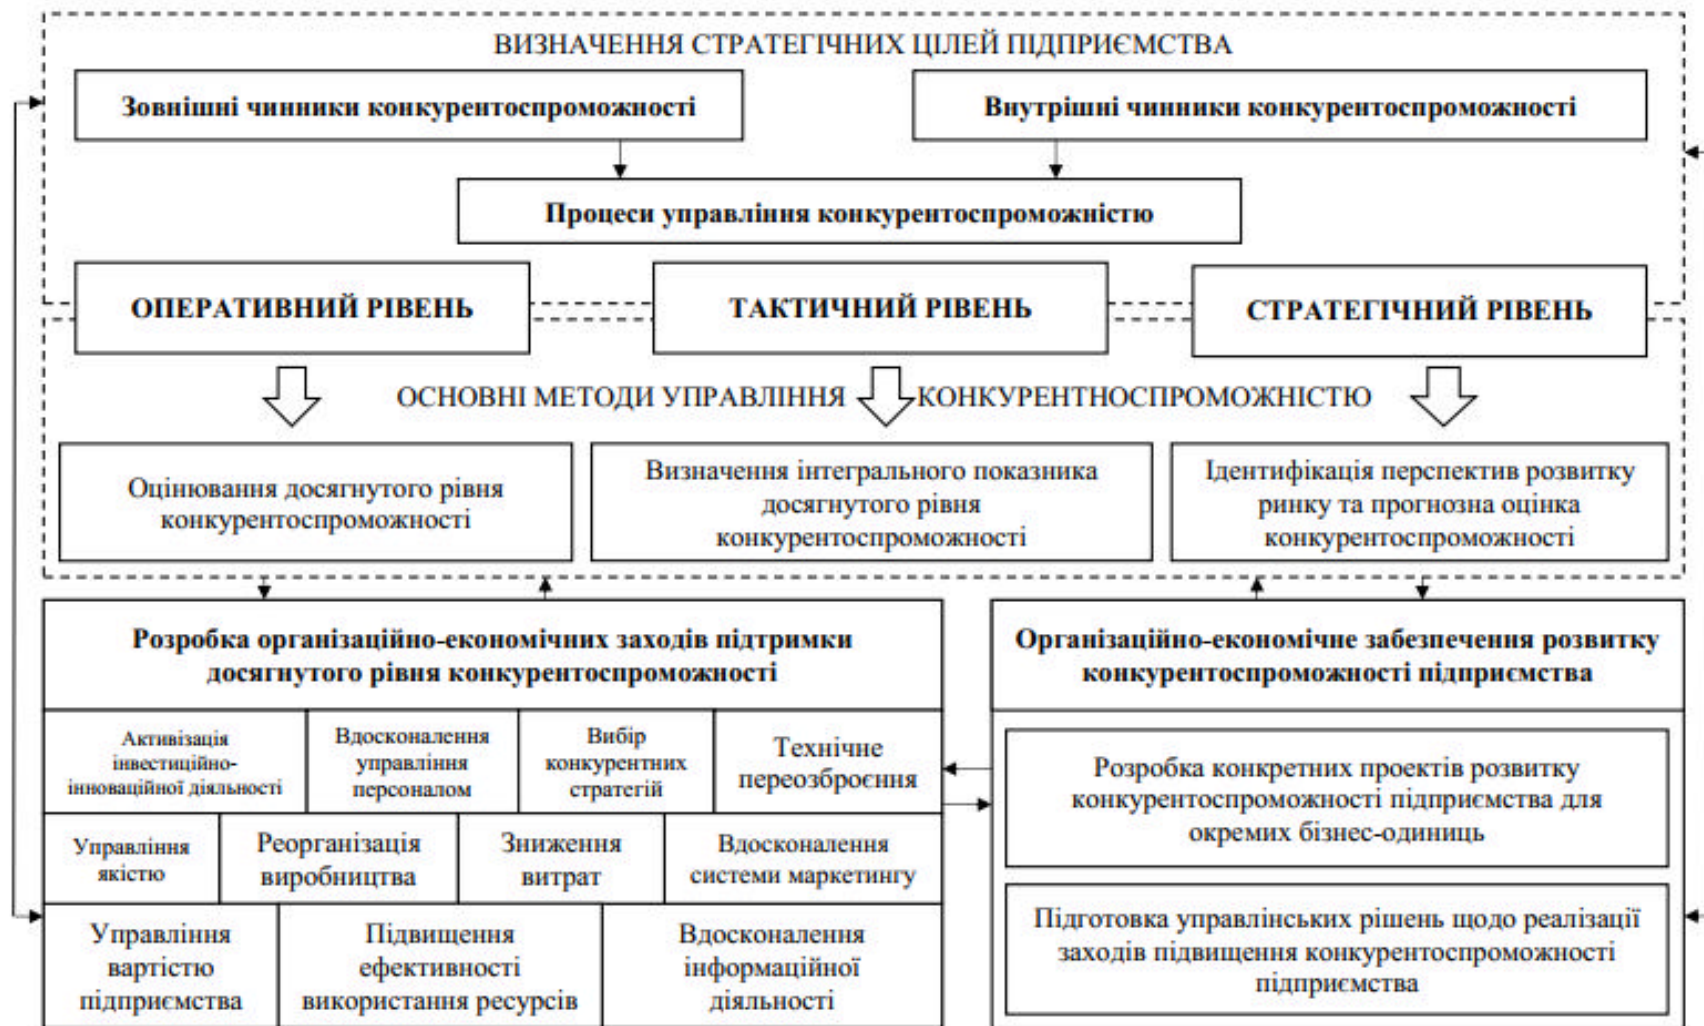 ВИЗНАЧЕННЯ СТРАТЕГІЧНИХ ЦІЛЕЙ ПІДПРИЄМСТВА
Зовнішні чинники конкурентоспроможності
Внутрішні чинники конкурентоспроможності
Процеси управління конкурентоспроможністю
ОПЕРАТИВНИЙ РІВЕНЬ
ТАКТИЧНИЙ РІВЕНЬ
СТРАТЕГІЧНИЙ РІВЕНЬ
ОСНОВНІ МЕТОДИ УПРАВЛІННЯ КОНКУРЕНТНОСПРОМОЖНІСТЮ
Оцінювання досягнутого рівня
конкурентоспроможності
Визначення інтегрального показника
досягнутого рівня
конкурентоспроможності
Ідентифікація перспектив розвитку
ринку та прогнозна оцінка
конкурентоспроможності
Розробка організаційно-економічних заходів підтримки
досягнутого рівня конкурентоспроможності
Активізація
інвестиційно-
інноваційної діяльності
Вдосконалення
управління
персоналом
Вибір
конкурентних
стратегій
Технічне
переозброєння
Управління
якістю
Реорганізація
виробництва
Зниження
витрат
Вдосконалення
системи маркетингу
Управління
вартістю
підприємства
Підвищення
ефективності
використання ресурсів
Вдосконалення
інформаційної
діяльності
Організаційно-економічне забезпечення розвитку
конкурентоспроможності підприємства
Розробка конкретних проектів розвитку
конкурентоспроможності підприємства для
окремих бізнес-одиниць
Підготовка управлінських рішень щодо реалізації
заходів підвищення конкурентоспроможності
підприємства